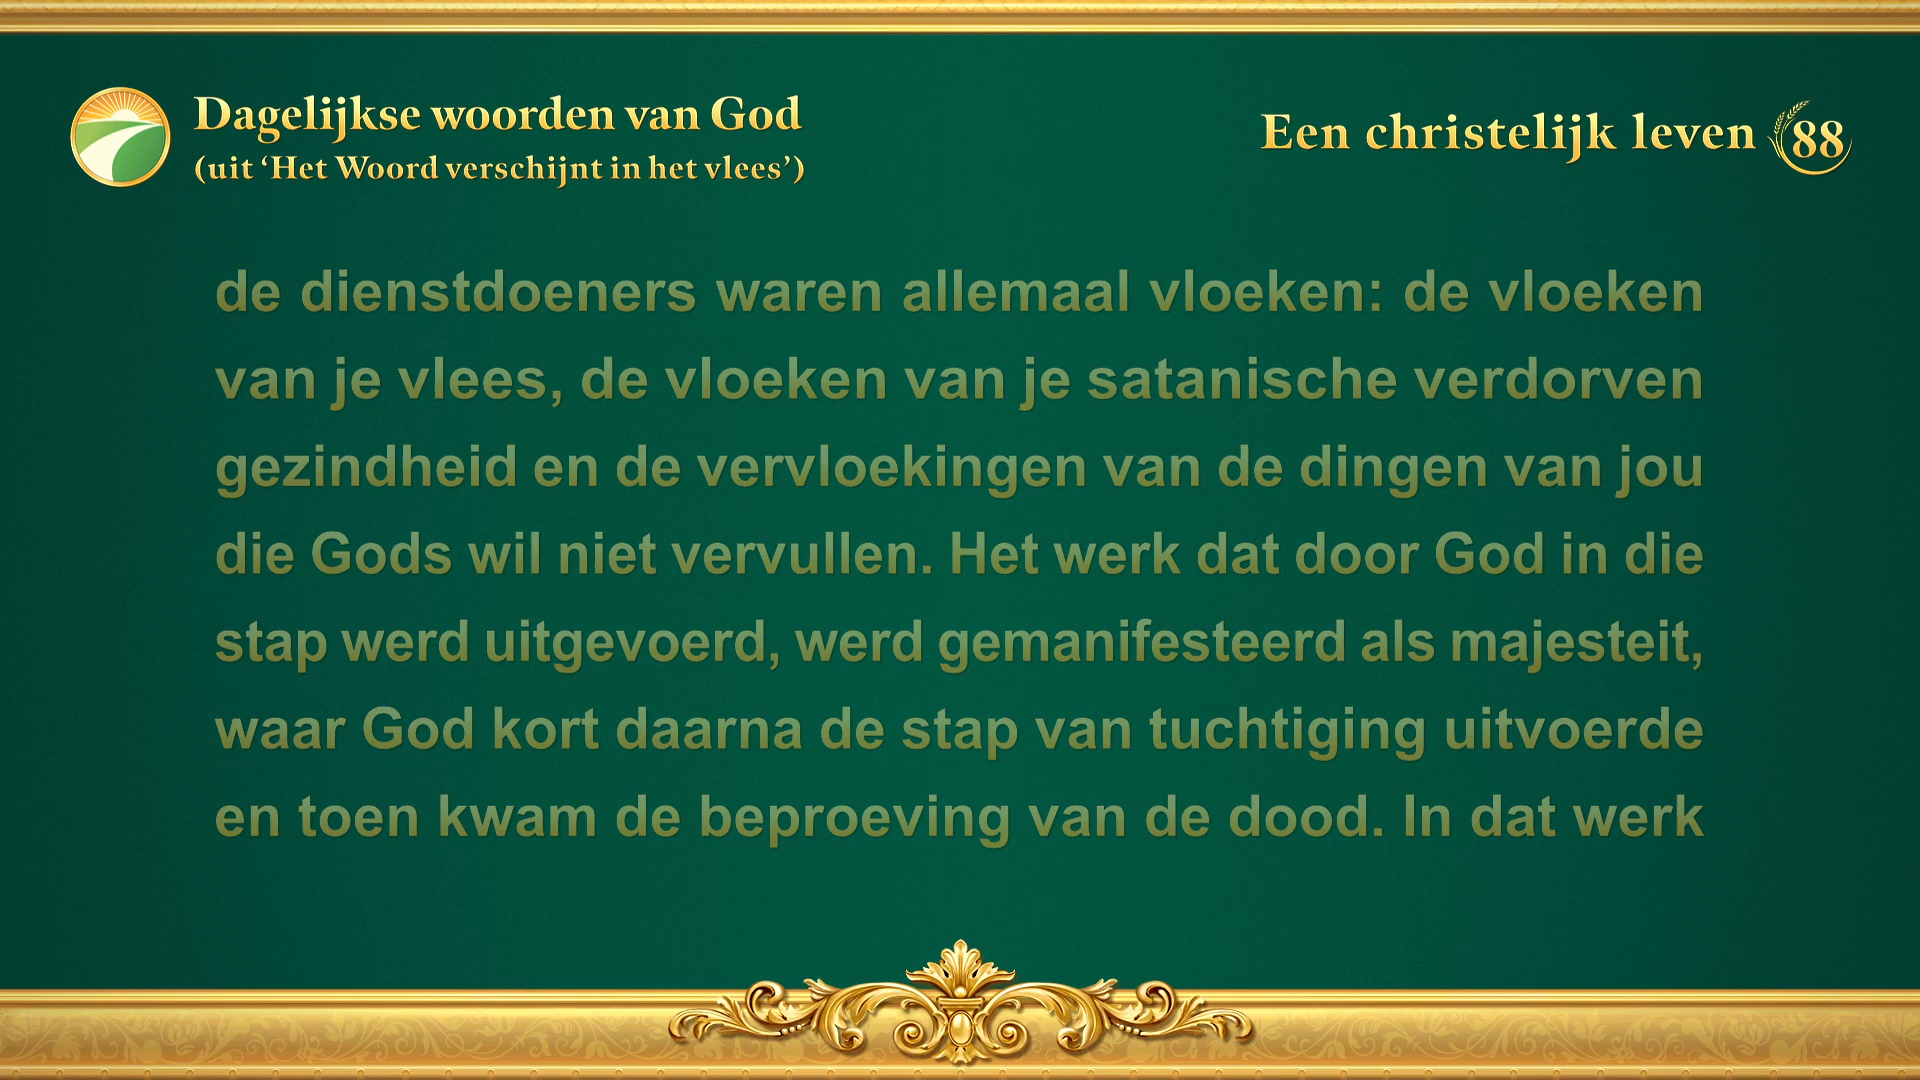 Dagelijkse woorden van God
(uit ‘Het Woord verschijnt in het vlees’)
Een christelijk leven 88
de dienstdoeners waren allemaal vloeken: de vloeken
van je vlees, de vloeken van je satanische verdorven
gezindheid en de vervloekingen van de dingen van jou
die Gods wil niet vervullen. Het werk dat door God in die
stap werd uitgevoerd, werd gemanifesteerd als majesteit,
waar God kort daarna de stap van tuchtiging uitvoerde
en toen kwam de beproeving van de dood. In dat werk